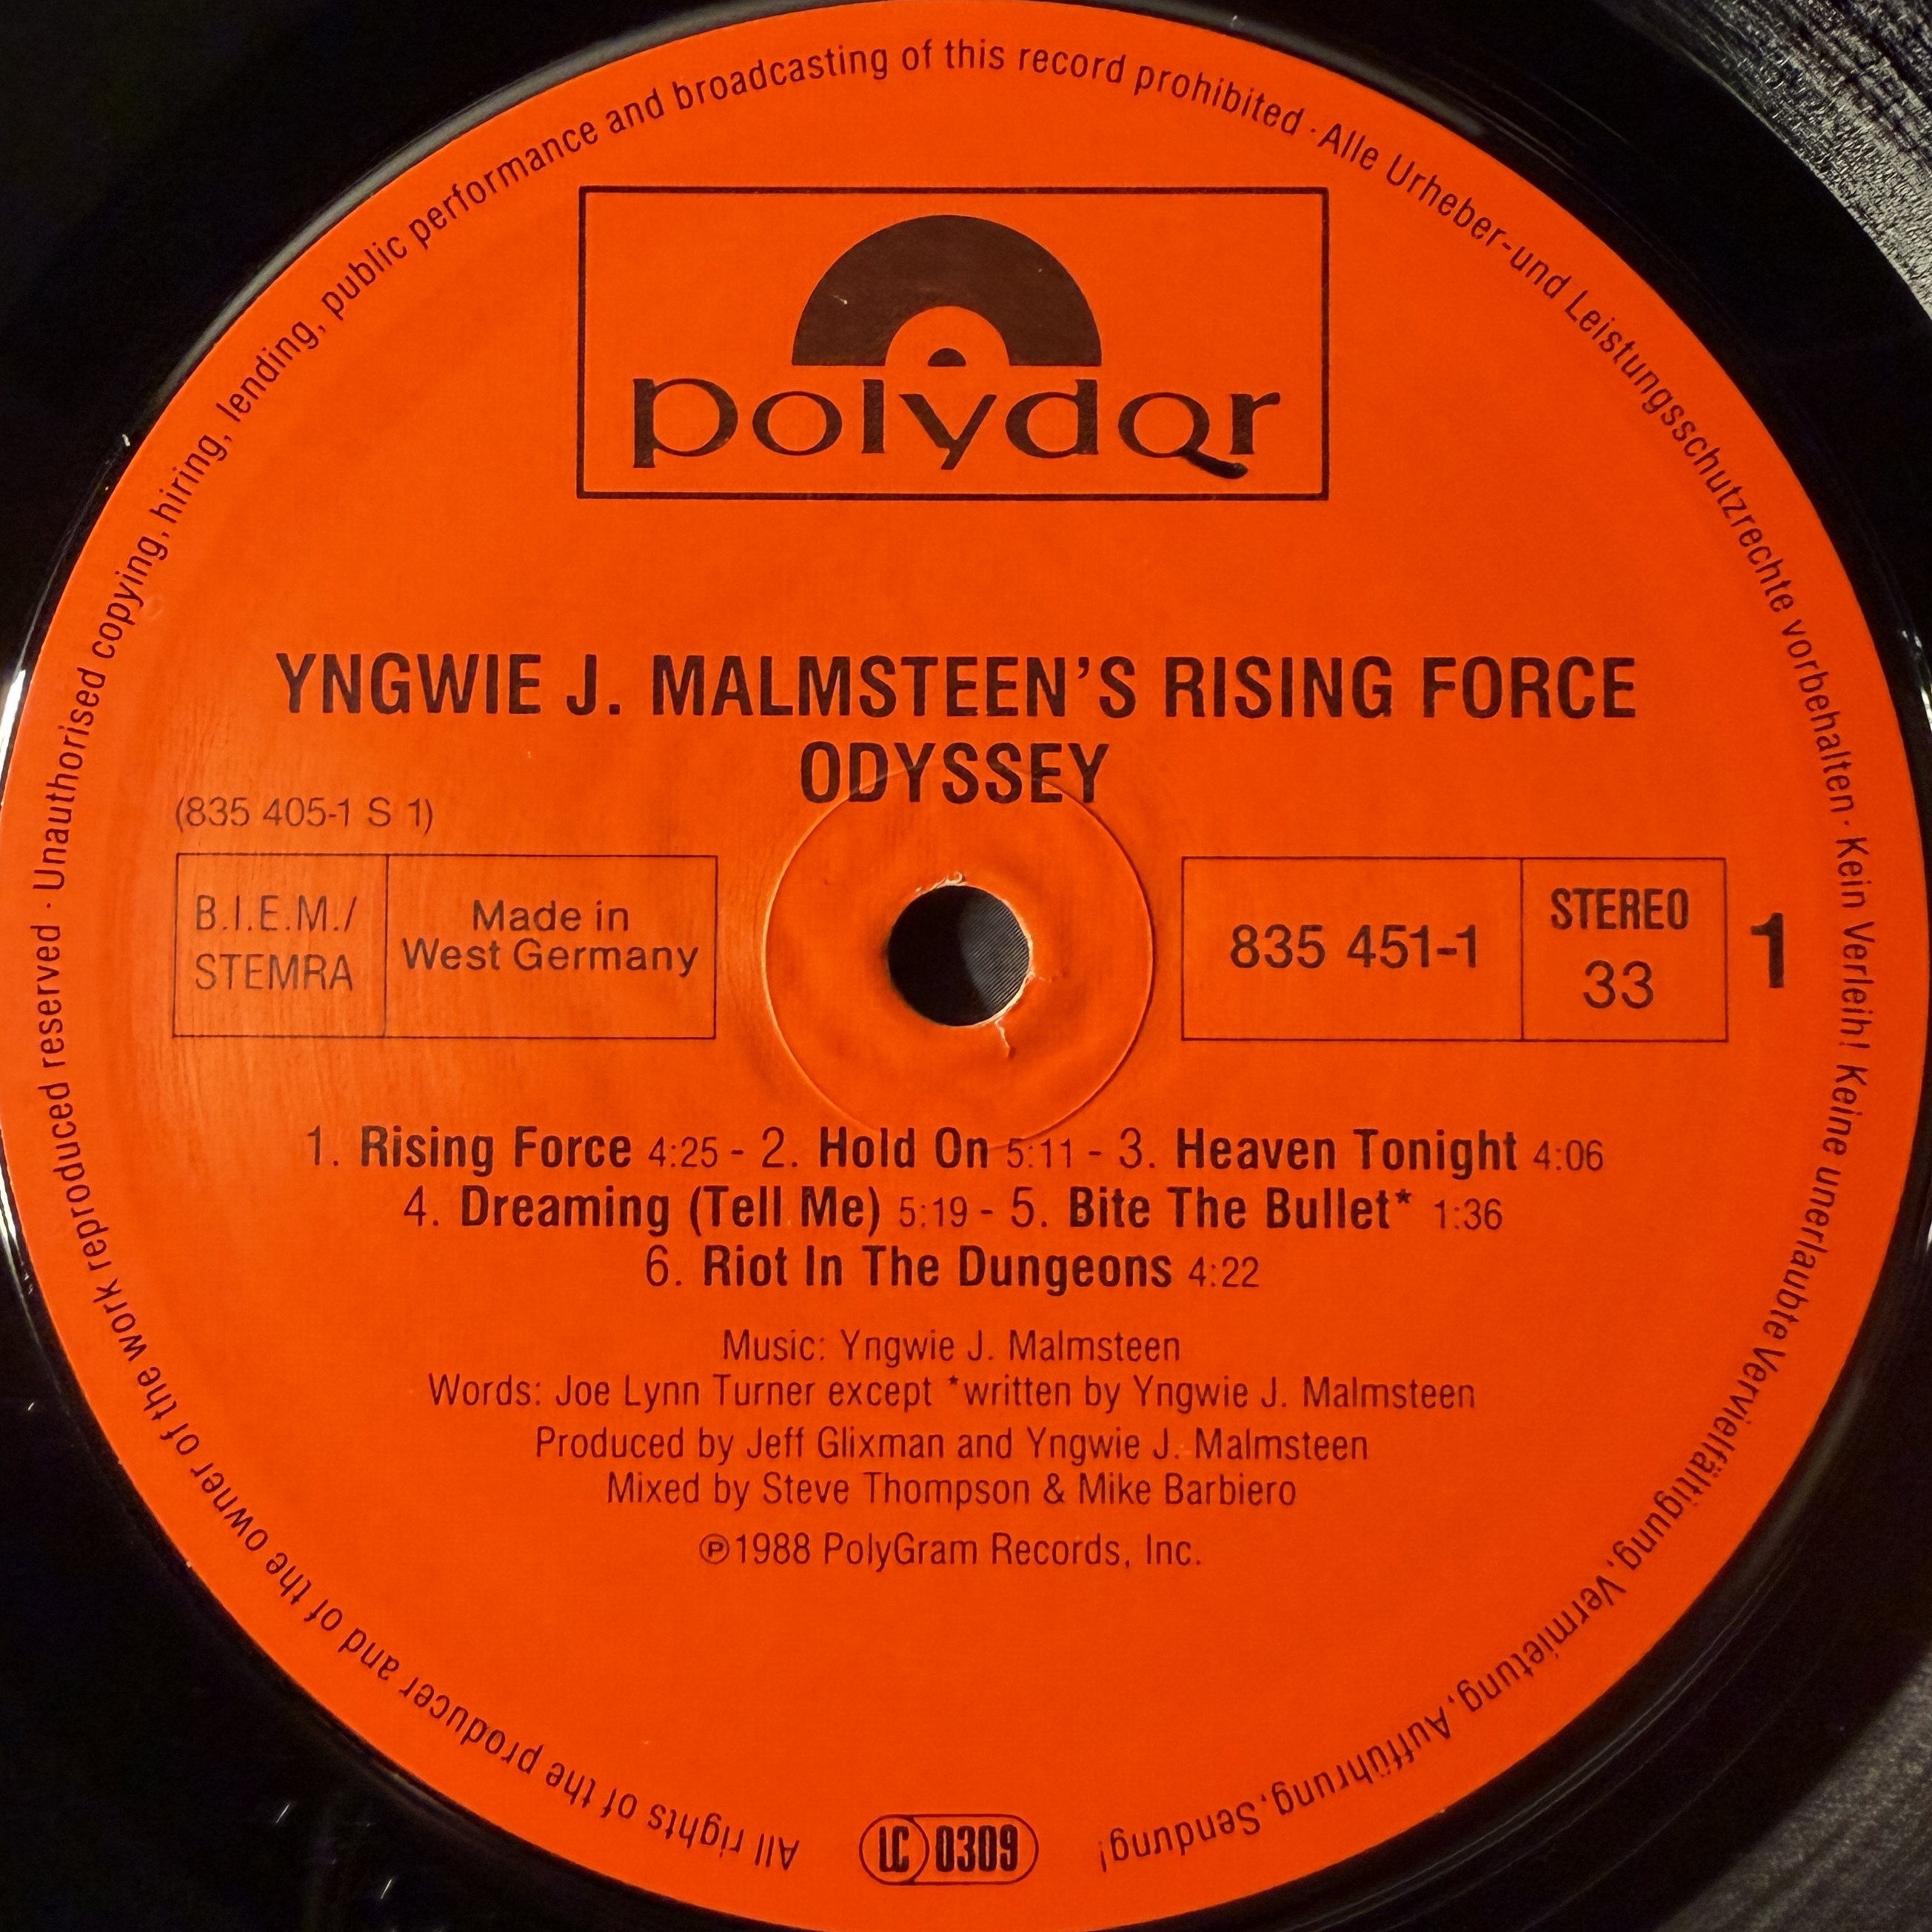 polydor
YNGWIE J. MALMSTEEN'S RISING FORCE
ODYSSEY
(835 405-1 S 1)
B.I.E.M./
STEMRA
Made in
West Germany
835 451-1
STEREO
33
1
1. Rising Force 4:25 - 2. Hold On 5:11 - 3. Heaven Tonight 4:06
4. Dreaming (Tell Me) 5:19 - 5. Bite The Bullet* 1:36
6. Riot In The Dungeons 4:22
Music: Yngwie J. Malmsteen
Words: Joe Lynn Turner except *written by Yngwie J. Malmsteen
Produced by Jeff Glixman and Yngwie J. Malmsteen
Mixed by Steve Thompson & Mike Barbiero
℗1988 PolyGram Records, Inc.
LC 0309
All rights of the producer and of the owner of the work reproduced reserved · Unauthorised copying, hiring, lending, public performance and broadcasting of this record prohibited · Alle Urheber-und Leistungsschutzrechte vorbehalten · Kein Verleih! Keine unerlaubte Vervielfältigung, Vermietung, Aufführung, Sendung!